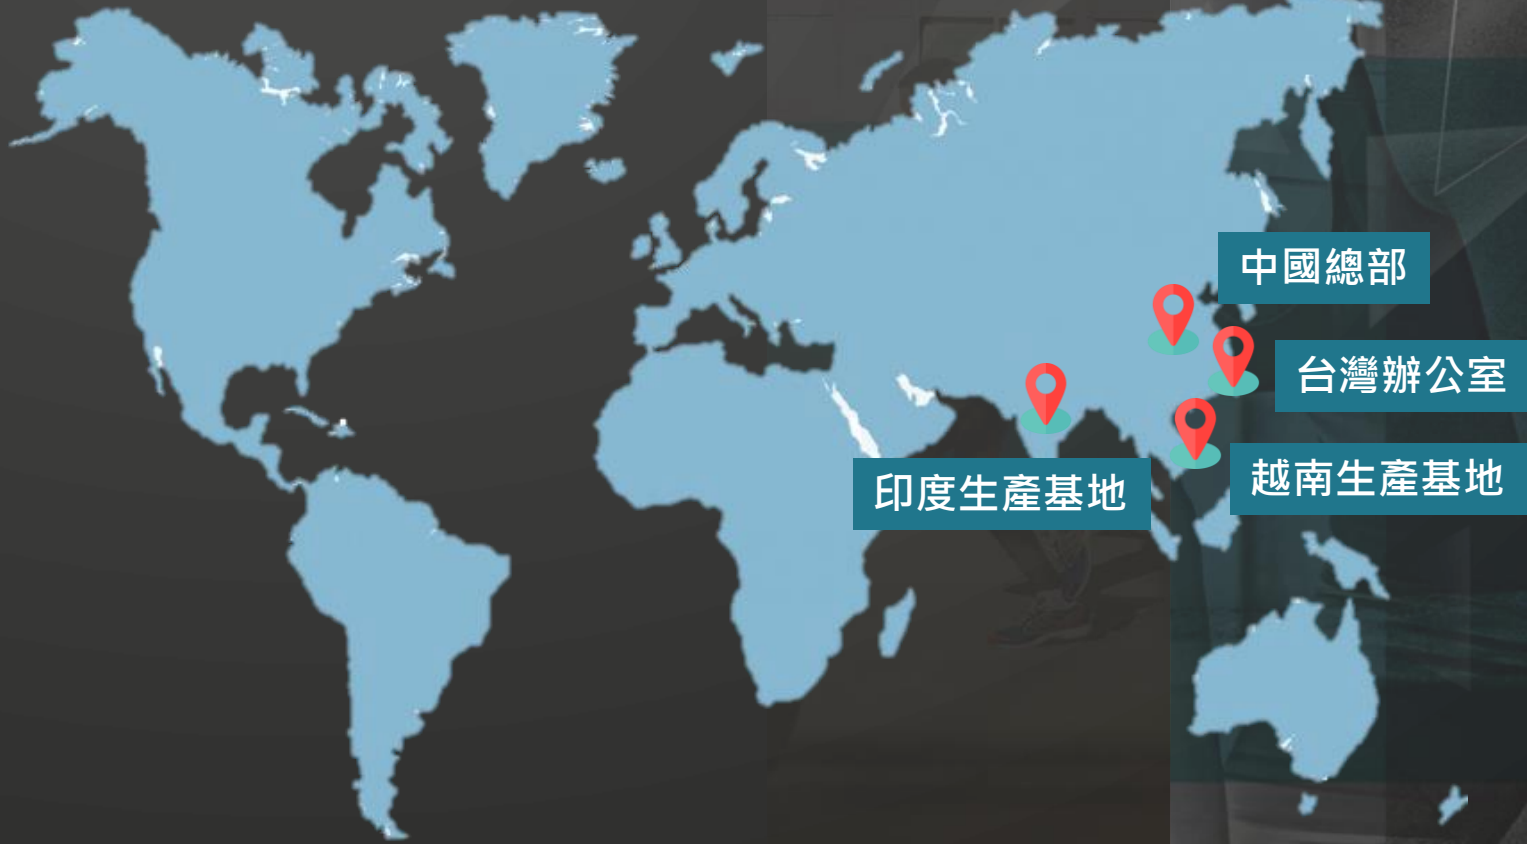 中國總部
台灣辦公室
越南生產基地
印度生產基地